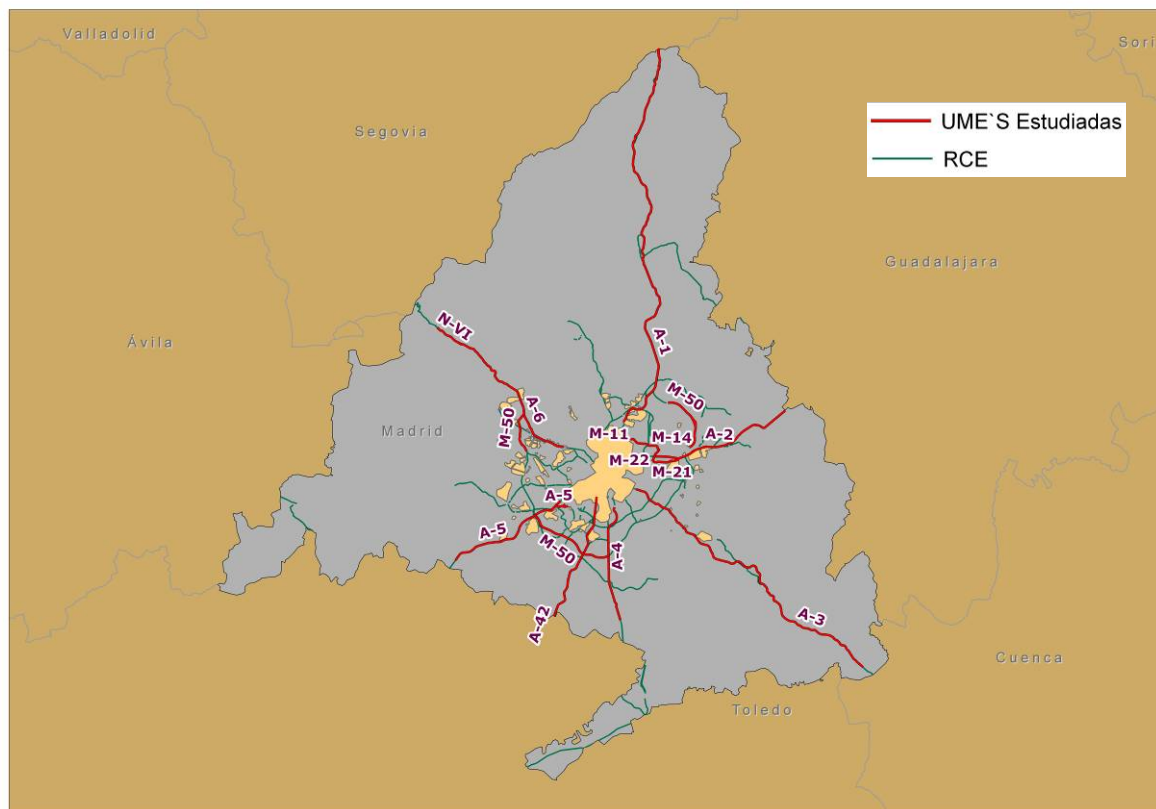 Valladolid
Sori
Segovia
UME`S Estudiadas
RCE
Guadalajara
Ávila
N-VI
A-1
M-50
A-6
M-50
Madrid
M-11
M-14
A-2
M-22
M-21
A-5
A-5
M-50
A-4
A-42
A-3
Cuenca
Toledo